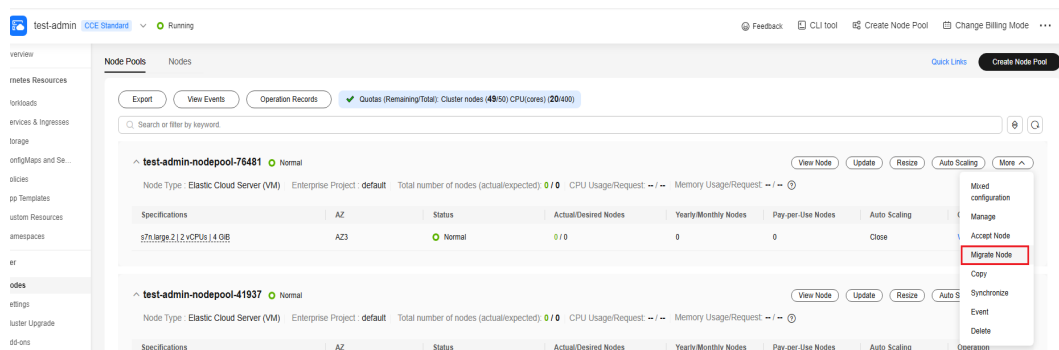 test-admin CCE Standard Running Feedback CLI tool Create Node Pool Change Billing Mode
verview
Node Pools Nodes Quick Links Create Node Pool
rnetes Resources
orkloads
Export View Events Operation Records Quotas (Remaining/Total): Cluster nodes (49/50) CPU(cores) (20/400)
ervices & Ingresses
Search or filter by keyword.
torage
onfigMaps and Se...
olicies
pp Templates
ustom Resources
amespaces
er
odes
ettings
luster Upgrade
dd-ons
test-admin-nodepool-76481 Normal View Node Update Resize Auto Scaling More
Node Type : Elastic Cloud Server (VM) Enterprise Project : default Total number of nodes (actual/expected): 0 / 0 CPU Usage/Request: -- / -- Memory Usage/Request: -- / --
Specifications AZ Status Actual/Desired Nodes Yearly/Monthly Nodes Pay-per-Use Nodes Auto Scaling
s7n.large.2 | 2 vCPUs | 4 GiB AZ3 Normal 0 / 0 0 0 Close
Mixed
configuration
Manage
Accept Node
Migrate Node
Copy
Synchronize
Event
Delete
test-admin-nodepool-41937 Normal View Node Update Resize Auto S
Node Type : Elastic Cloud Server (VM) Enterprise Project : default Total number of nodes (actual/expected): 0 / 0 CPU Usage/Request: -- / -- Memory Usage/Request: -- / --
Specifications AZ Status Actual/Desired Nodes Yearly/Monthly Nodes Pay-per-Use Nodes Auto Scaling Operation